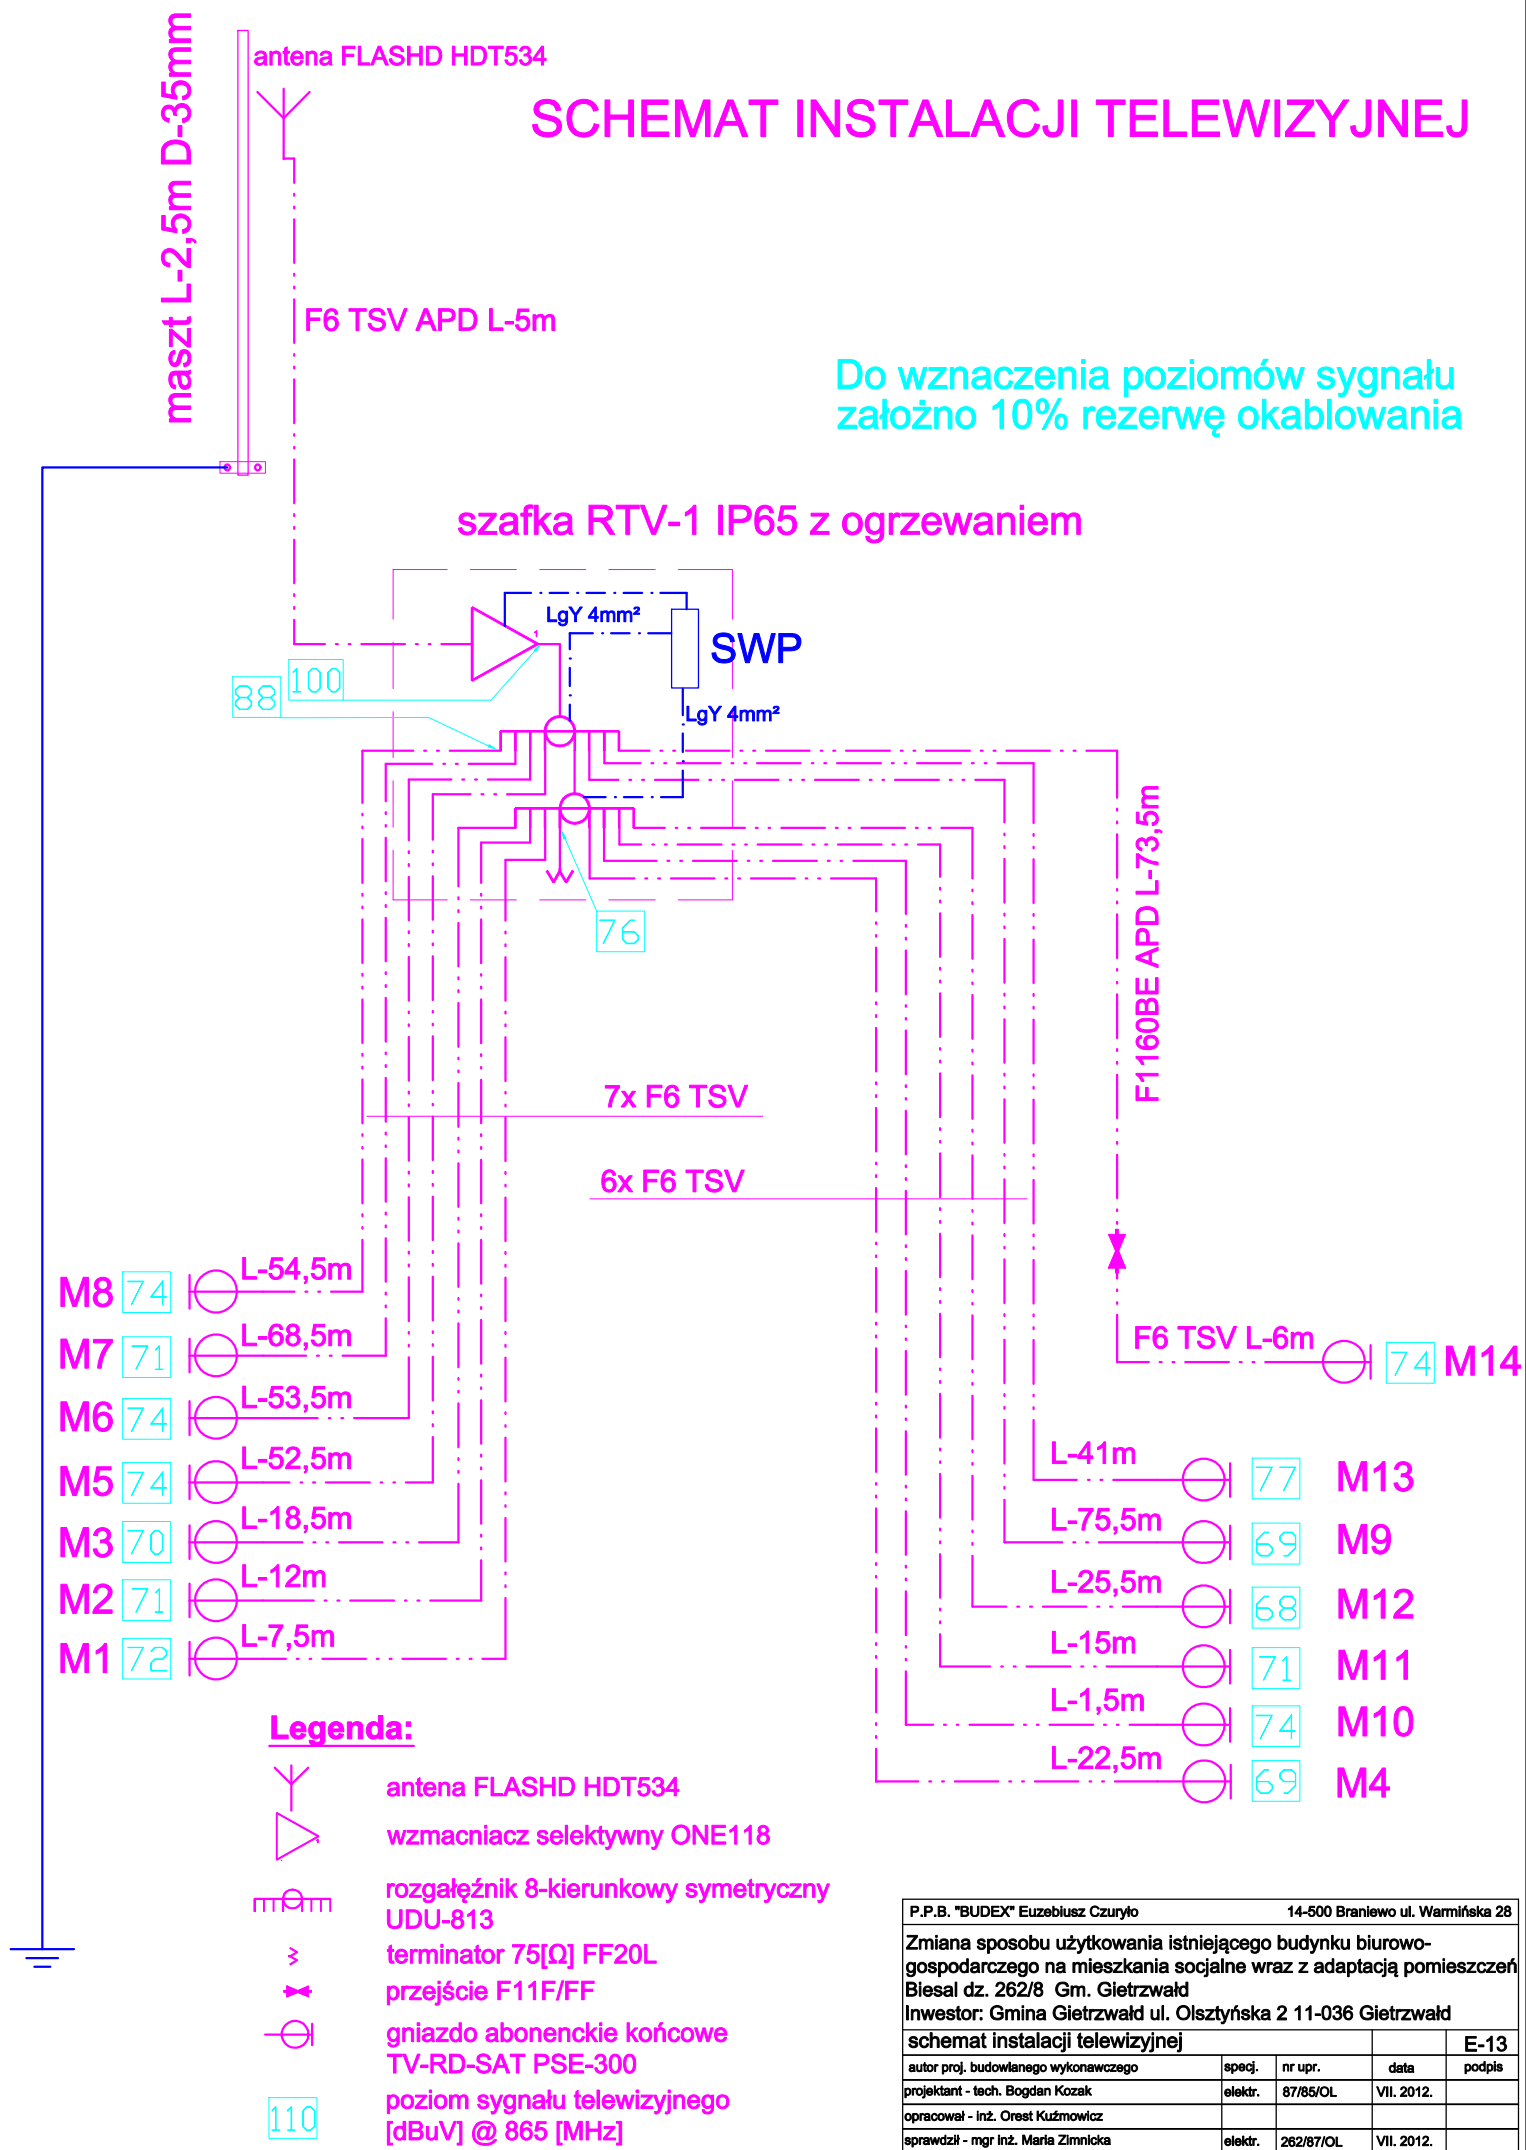 maszt L-2,5m D-35mm
antena FLASHD HDT534
SCHEMAT INSTALACJI TELEWIZYJNEJ
F6 TSV APD L-5m
Do wznaczenia poziomów sygnału
założno 10% rezerwę okablowania
szafka RTV-1 IP65 z ogrzewaniem
LgY 4mm²
SWP
100
88
LgY 4mm²
76
F1160BE APD L-73,5m
7x F6 TSV
6x F6 TSV
M8 74 L-54,5m
M7 71 L-68,5m
M6 74 L-53,5m
M5 74 L-52,5m
M3 70 L-18,5m
M2 71 L-12m
M1 72 L-7,5m
F6 TSV L-6m 74 M14
L-41m 77 M13
L-75,5m 69 M9
L-25,5m 68 M12
L-15m 71 M11
L-1,5m 74 M10
L-22,5m 69 M4
Legenda:
antena FLASHD HDT534
wzmacniacz selektywny ONE118
rozgałęźnik 8-kierunkowy symetryczny
UDU-813
terminator 75[Ω] FF20L
przejście F11F/FF
gniazdo abonenckie końcowe
TV-RD-SAT PSE-300
110
poziom sygnału telewizyjnego
[dBuV] @ 865 [MHz]
P.P.B. "BUDEX" Euzebiusz Czuryło 14-500 Braniewo ul. Warmińska 28
Zmiana sposobu użytkowania istniejącego budynku biurowo-
gospodarczego na mieszkania socjalne wraz z adaptacją pomieszczeń
Biesal dz. 262/8 Gm. Gietrzwałd
Inwestor: Gmina Gietrzwałd ul. Olsztyńska 2 11-036 Gietrzwałd
schemat instalacji telewizyjnej E-13
autor proj. budowlanego wykonawczego specj. nr upr. data podpis
projektant - tech. Bogdan Kozak elektr. 87/85/OL VII. 2012.
opracował - inż. Orest Kuźmowicz
sprawdził - mgr inż. Maria Zimnicka elektr. 262/87/OL VII. 2012.